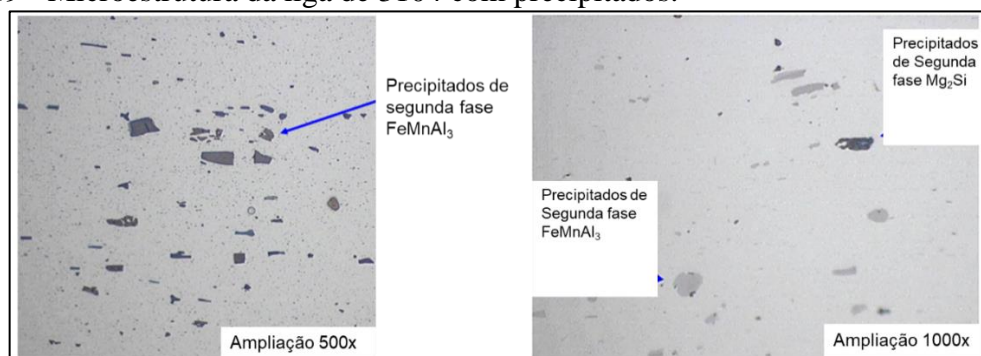 Microestrutura da liga de 3104 com precipitados.
Precipitados de
segunda fase
FeMnAl₃
Ampliação 500x
Precipitados
de Segunda
fase Mg₂Si
Precipitados de
Segunda fase
FeMnAl₃
Ampliação 1000x